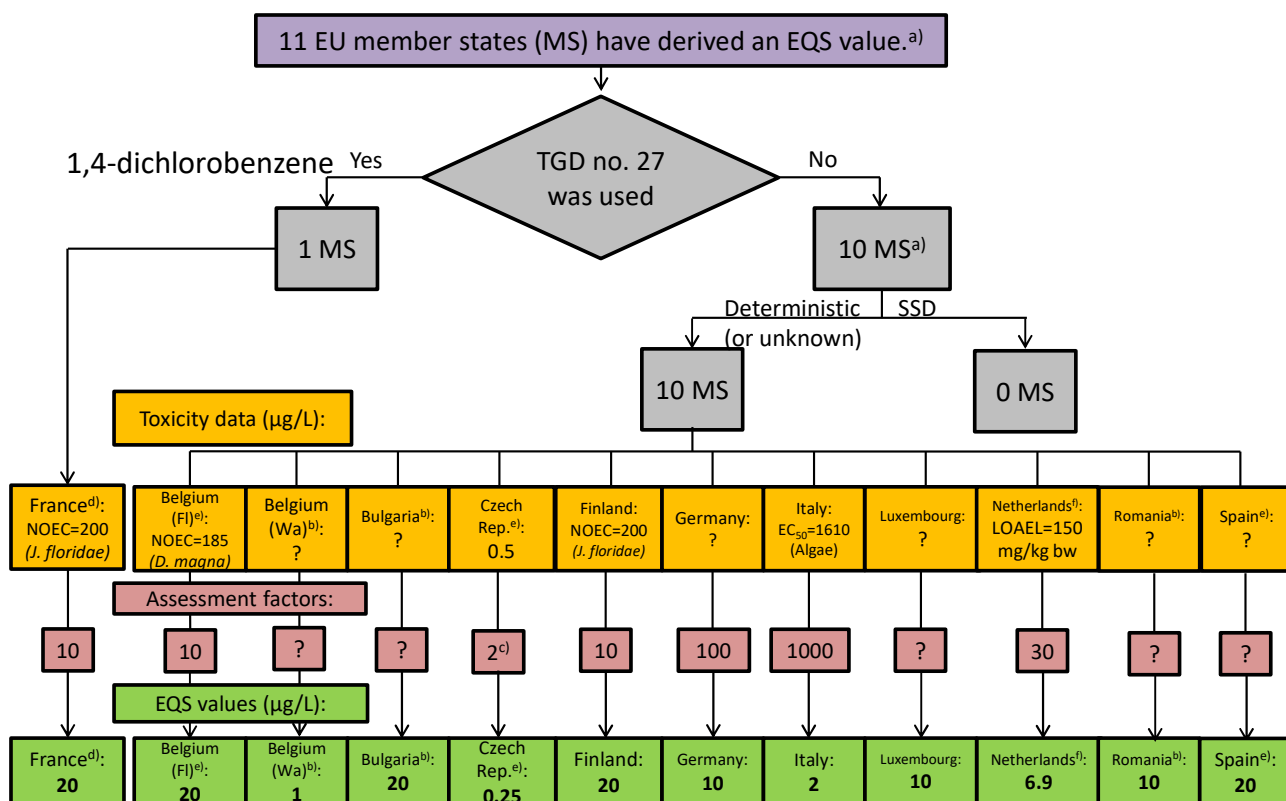 11 EU member states (MS) have derived an EQS value.a)
1,4-dichlorobenzene
Yes
TGD no. 27
was used
No
1 MS
10 MSa)
Deterministic
(or unknown)
SSD
10 MS
0 MS
Toxicity data (µg/L):
Franced):
NOEC=200
(J. floridae)
Belgium
(Fl)e):
NOEC=185
(D. magna)
Belgium
(Wa)b):
?
Bulgariab):
?
Czech
Rep.e):
0.5
Finland:
NOEC=200
(J. floridae)
Germany:
?
Italy:
EC50=1610
(Algae)
Luxembourg:
?
Netherlandsf):
LOAEL=150
mg/kg bw
Romaniab):
?
Spaine):
?
Assessment factors:
10
10
?
?
2c)
10
100
1000
?
30
?
?
EQS values (µg/L):
Franced):
20
Belgium
(Fl)e):
20
Belgium
(Wa)b):
1
Bulgariab):
20
Czech
Rep.e):
0.25
Finland:
20
Germany:
10
Italy:
2
Luxembourg:
10
Netherlandsf):
6.9
Romaniab):
10
Spaine):
20